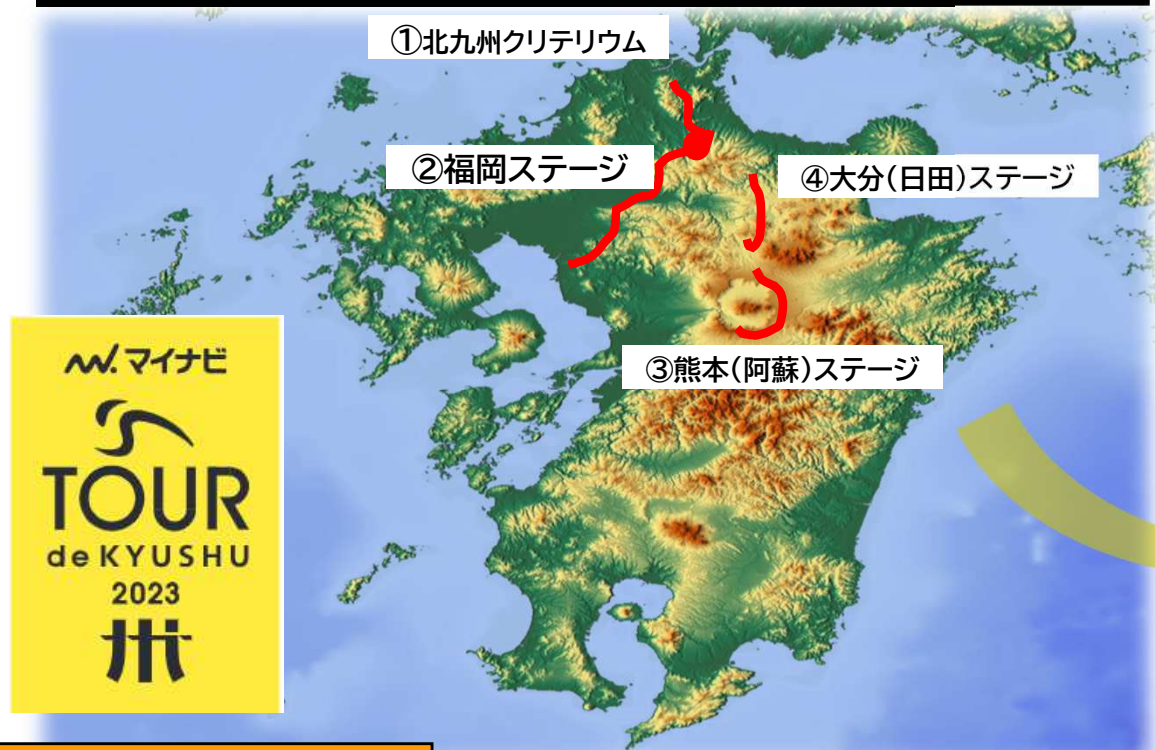 ①北九州クリテリウム
②福岡ステージ
④大分(日田)ステージ
③熊本(阿蘇)ステージ
マイナビ
TOUR
de KYUSHU
2023
州